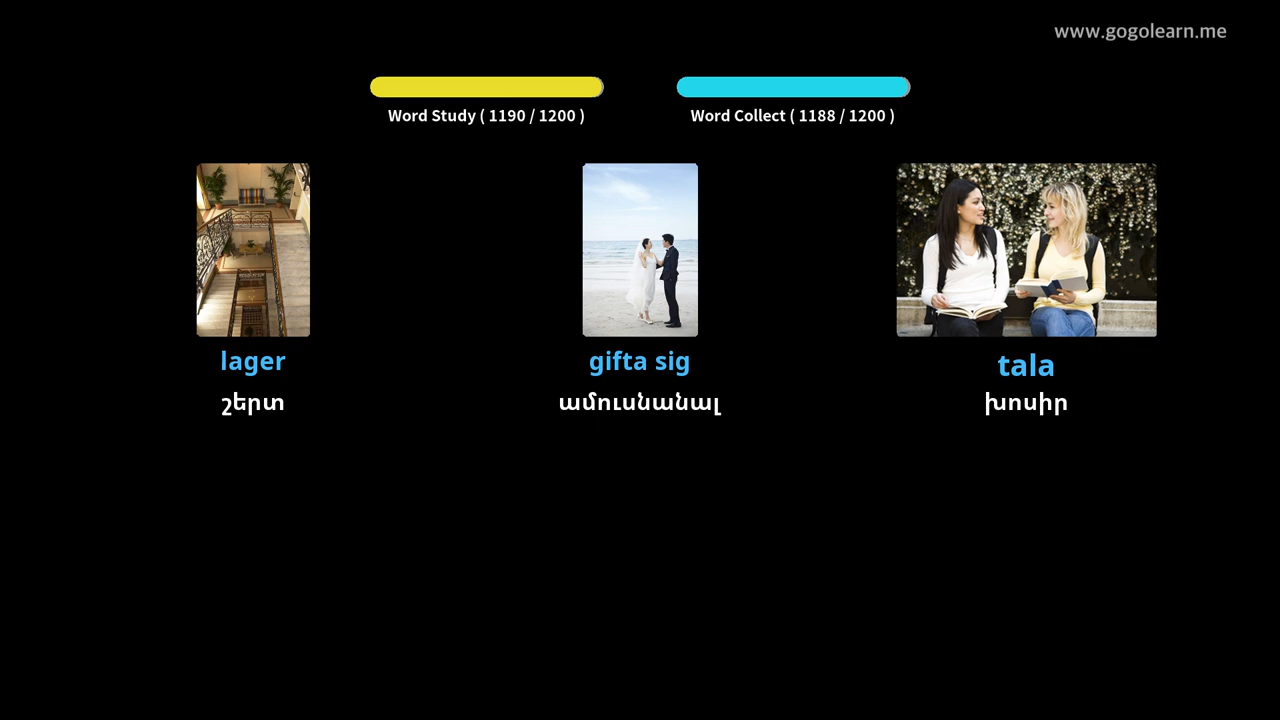 www.gogolearn.me
Word Study ( 1190 / 1200 )
Word Collect ( 1188 / 1200 )
lager
gifta sig
tala
շերտ
ամուսնանալ
խոսիր